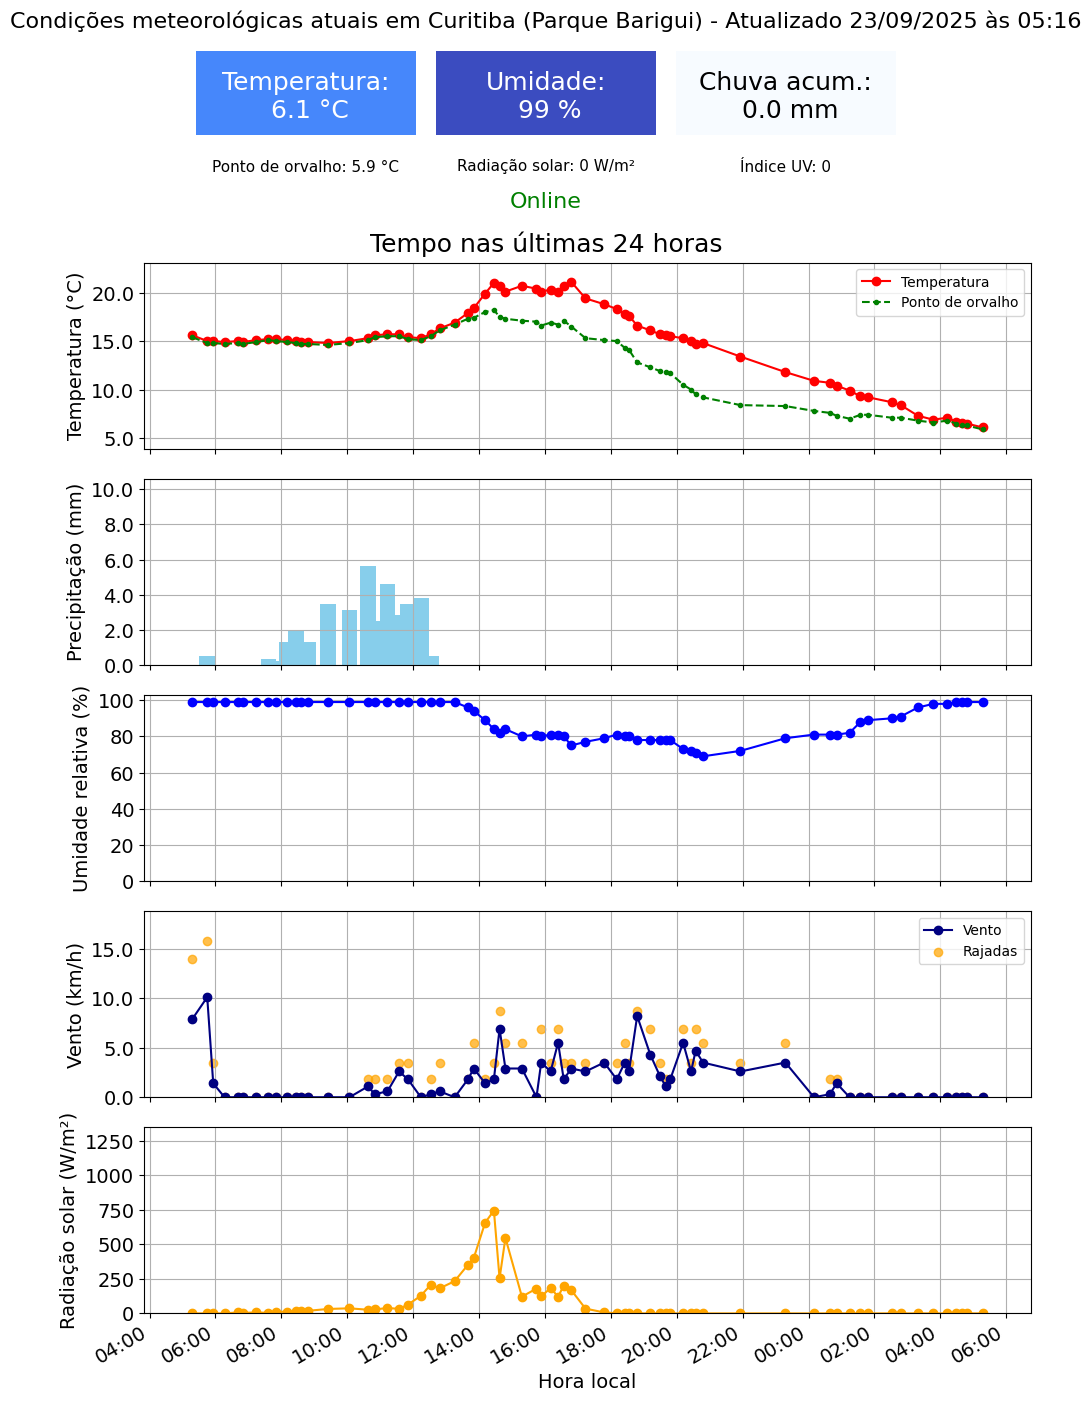 Condições meteorológicas atuais em Curitiba (Parque Barigui) - Atualizado 23/09/2025 às 05:16
Temperatura:
6.1 °C
Umidade:
99 %
Chuva acum.:
0.0 mm
Ponto de orvalho: 5.9 °C
Radiação solar: 0 W/m²
Índice UV: 0
Online
Tempo nas últimas 24 horas
Temperatura (°C)
20.0
15.0
10.0
5.0
Temperatura
Ponto de orvalho
Precipitação (mm)
10.0
8.0
6.0
4.0
2.0
0.0
Umidade relativa (%)
100
80
60
40
20
0
Vento (km/h)
15.0
10.0
5.0
0.0
Vento
Rajadas
Radiação solar (W/m²)
1250
1000
750
500
250
0
04:00
06:00
08:00
10:00
12:00
14:00
16:00
18:00
20:00
22:00
00:00
02:00
04:00
06:00
Hora local